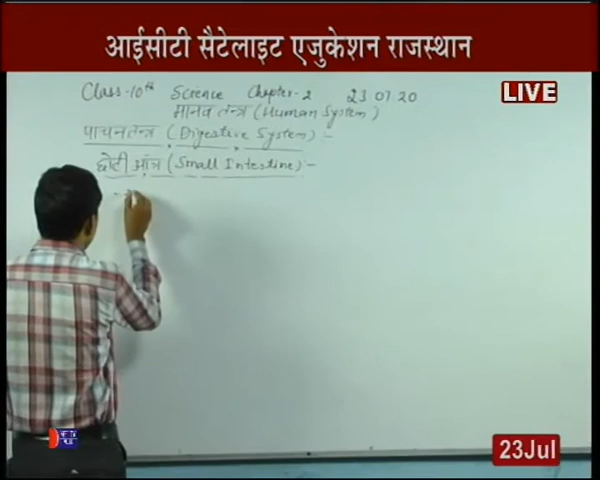 आईसीटी सैटेलाइट एजुकेशन राजस्थान
LIVE
Class-10th Science Chapter-2 23 07 20
मानव तन्त्र (Human System)
पाचनतन्त्र (Digestive System) :-
छोटी आंत्र (Small Intestine) :-
23Jul